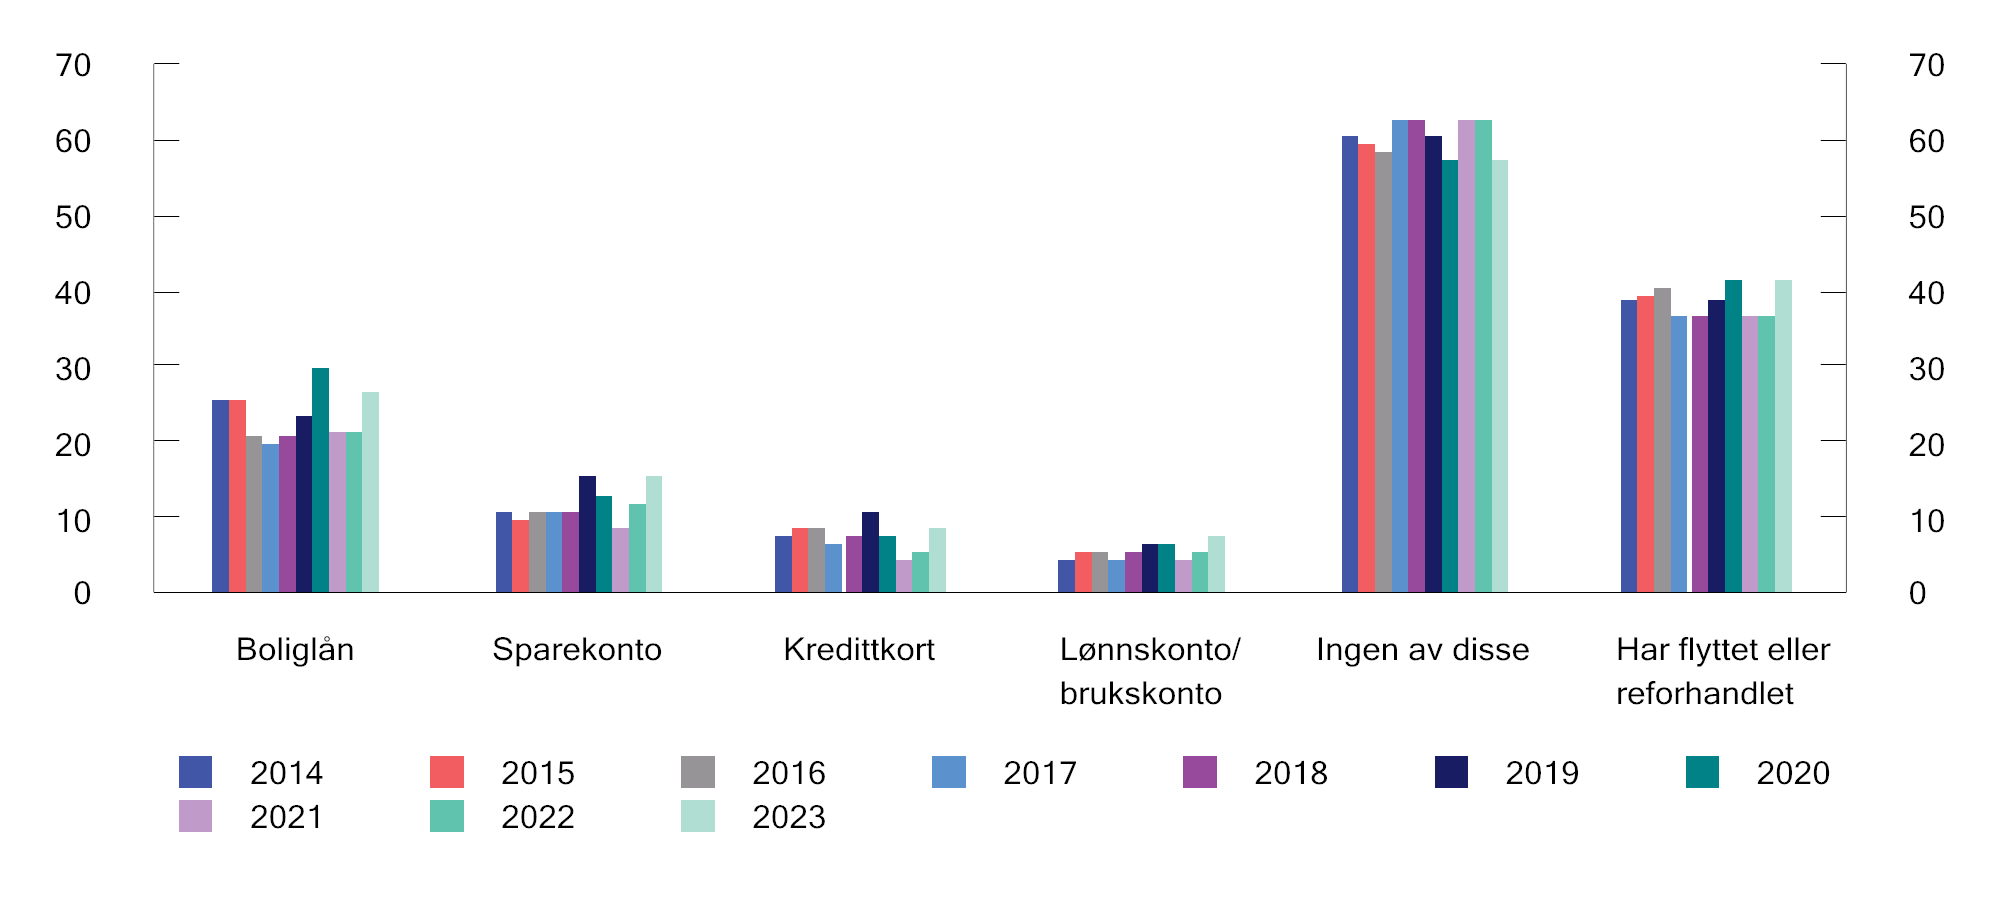 70 70
60 60
50 50
40 40
30 30
20 20
10 10
0 0
Boliglån Sparekonto Kredittkort Lønnskonto/ Ingen av disse Har flyttet eller
brukskonto reforhandlet
2014 2015 2016 2017 2018 2019 2020
2021 2022 2023